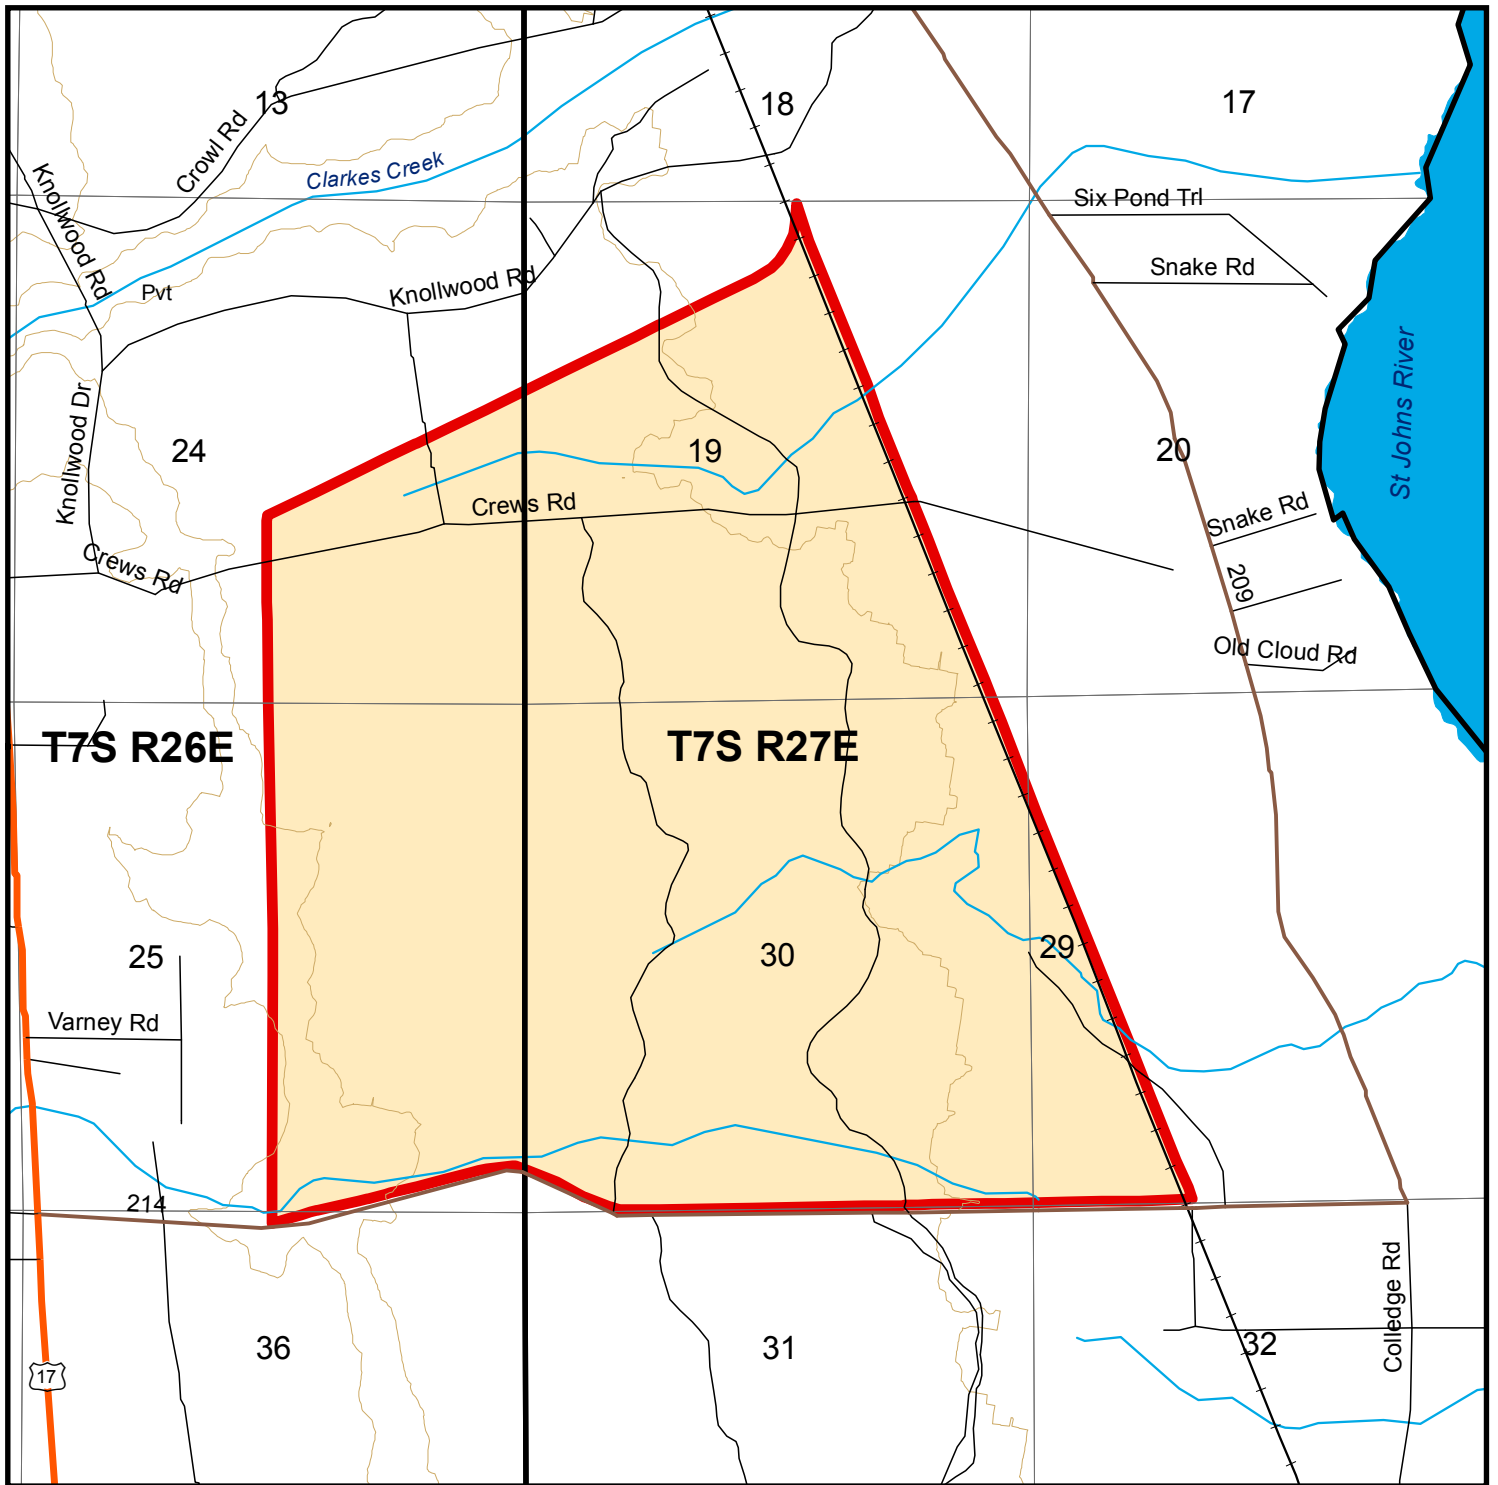 13
18
17
Crowl Rd
Clarkes Creek
Knollwood Rd
Six Pond Trl
Snake Rd
Pvt
Knollwood Rd
St Johns River
Knollwood Dr
24
19
20
Crews Rd
Snake Rd
Crews Rd
209
Old Cloud Rd
T7S R26E
T7S R27E
25
30
29
Varney Rd
214
Colledge Rd
36
31
32
17